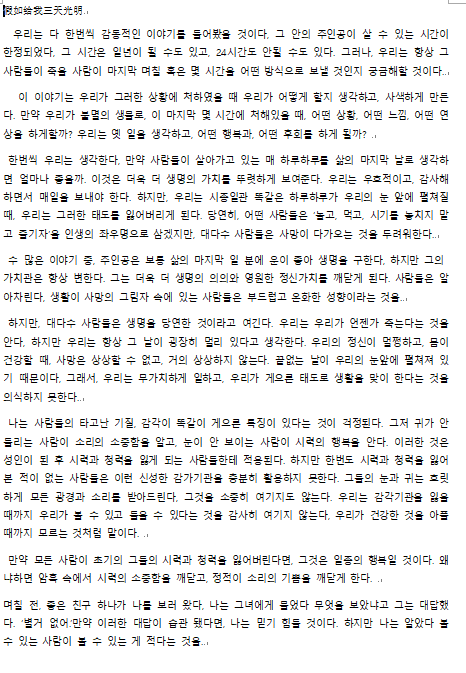 假如给我三天光明
우리는 다 한번씩 감동적인 이야기를 들어봤을 것이다, 그 안의 주인공이 살 수 있는 시간이
한정되었다, 그 시간은 일년이 될 수도 있고, 24시간도 안될 수도 있다. 그러나, 우리는 항상 그
사람들이 죽을 사람이 마지막 며칠 혹은 몇 시간을 어떤 방식으로 보낼 것인지 궁금해할 것이다.
이 이야기는 우리가 그러한 상황에 처하였을 때 우리가 어떻게 할지 생각하고, 사색하게 만든
다. 만약 우리가 불멸의 생물로, 이 마지막 몇 시간에 처해있을 때, 어떤 상황, 어떤 느낌, 어떤 연
상을 하게할까? 우리는 옛 일을 생각하고, 어떤 행복과, 어떤 후회를 하게 될까?
한번씩 우리는 생각한다, 만약 사람들이 살아가고 있는 매 하루하루를 삶의 마지막 날로 생각하
면 얼마나 좋을까. 이것은 더욱 더 생명의 가치를 뚜렷하게 보여준다. 우리는 우호적이고, 감사해
하면서 매일을 보내야 한다. 하지만, 우리는 시종일관 똑같은 하루하루가 우리의 눈 앞에 펼쳐질
때, 우리는 그러한 태도를 잃어버리게 된다. 당연히, 어떤 사람들은 '놀고, 먹고, 시기를 놓치지 말
고 즐기자'을 인생의 좌우명으로 삼겠지만, 대다수 사람들은 사망이 다가오는 것을 두려워한다.
수 많은 이야기 중, 주인공은 보통 삶의 마지막 일 분에 운이 좋아 생명을 구한다, 하지만 그의
가치관은 항상 변한다. 그는 더욱 더 생명의 의의와 영원한 정신가치를 깨닫게 된다. 사람들은 알
아차린다, 생활이 사망의 그림자 속에 있는 사람들은 부드럽고 온화한 성향이라는 것을.
하지만, 대다수 사람들은 생명을 당연한 것이라고 여긴다. 우리는 우리가 언젠가 죽는다는 것을
안다, 하지만 우리는 항상 그 날이 굉장히 멀리 있다고 생각한다. 우리의 정신이 멀쩡하고, 몸이
건강할 때, 사망은 상상할 수 없고, 거의 상상하지 않는다. 끝없는 날이 우리의 눈앞에 펼쳐져 있
기 때문이다, 그래서, 우리는 무가치하게 일하고, 우리가 게으른 태도로 생활을 맞이 한다는 것을
의식하지 못한다.
나는 사람들의 타고난 기질, 감각이 똑같이 게으른 특징이 있다는 것이 걱정된다. 그저 귀가 안
들리는 사람이 소리의 소중함을 알고, 눈이 안 보이는 사람이 시력의 행복을 안다. 이러한 것은
성인이 된 후 시력과 청력을 잃게 되는 사람들한테 적용된다. 하지만 한번도 시력과 청력을 잃어
본 적이 없는 사람들은 이런 신성한 감가기관을 충분히 활용하지 못한다. 그들의 눈과 귀는 흐릿
하게 모든 광경과 소리를 받아드린다, 그것을 소중히 여기지도 않는다. 우리는 감각기관을 잃을
때까지 우리가 볼 수 있고 들을 수 있다는 것을 감사히 여기지 않는다, 우리가 건강한 것을 아플
때까지 모르는 것처럼 말이다.
만약 모든 사람이 초기의 그들의 시력과 청력을 잃어버린다면, 그것은 일종의 행복일 것이다. 왜
냐하면 암흑 속에서 시력의 소중함을 깨닫고, 정적이 소리의 기쁨을 깨닫게 한다.
며칠 전, 좋은 친구 하나가 나를 보러 왔다, 나는 그녀에게 물었다 무엇을 보았냐고 그는 대답했
다. '별거 없어.'만약 이러한 대답이 습관 됐다면, 나는 믿기 힘들 것이다. 하지만 나는 알았다 볼
수 있는 사람이 볼 수 있는 게 적다는 것을.